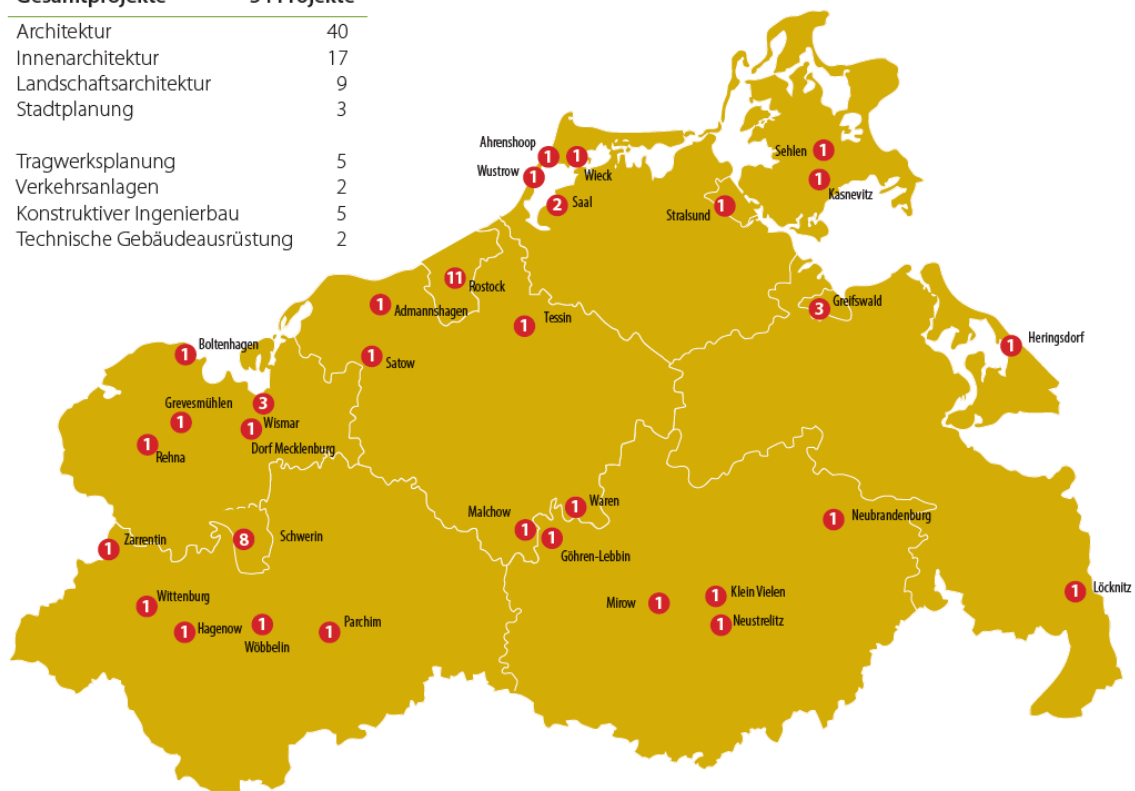 Gesamtprojekte 54 Projekte
Architektur 40
Innenarchitektur 17
Landschaftsarchitektur 9
Stadtplanung 3
Tragwerksplanung 5
Verkehrsanlagen 2
Konstruktiver Ingenierbau 5
Technische Gebäudeausrüstung 2
Ahrenshoop 1
1 Wieck
Wustrow 1
2 Saal
Sehlen 1
1 Kasnevitz
Stralsund 1
11 Rostock
1 Admannshagen
1 Tessin
3 Greifswald
1 Heringsdorf
1 Boltenhagen
1 Satow
Grevesmühlen 1
3 Wismar
1 Dorf Mecklenburg
1 Rehna
1 Zarrentin
8 Schwerin
Malchow 1
1 Waren
1 Göhren-Lebbin
1 Neubrandenburg
1 Wittenburg
1 Hagenow
1 Wöbbelin
1 Parchim
Mirow 1
1 Klein Vielen
1 Neustrelitz
1 Löcknitz